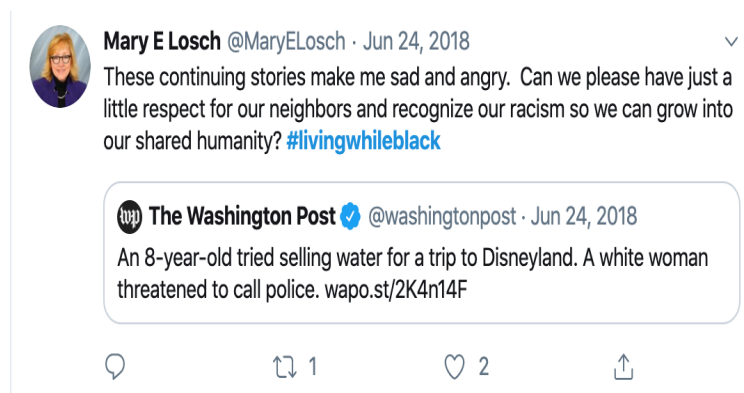 Mary E Losch @MaryELosch · Jun 24, 2018
These continuing stories make me sad and angry.  Can we please have just a
little respect for our neighbors and recognize our racism so we can grow into
our shared humanity? #livingwhileblack
wp The Washington Post @washingtonpost · Jun 24, 2018
An 8-year-old tried selling water for a trip to Disneyland. A white woman
threatened to call police. wapo.st/2K4n14F
1 2